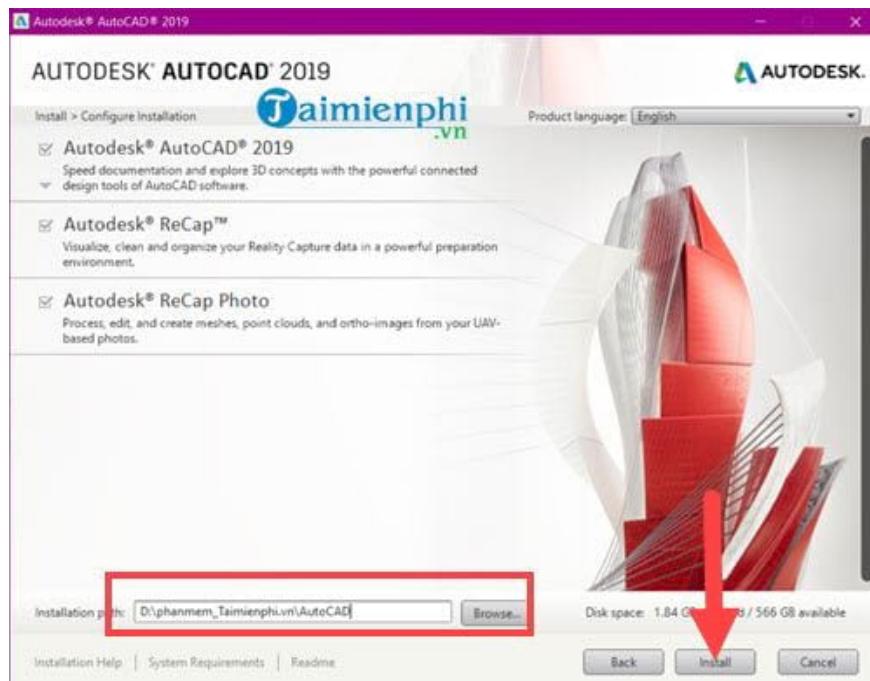 Autodesk® AutoCAD® 2019
AUTODESK® AUTOCAD® 2019
AUTODESK.
Taimienphi
.vn
Install > Configure Installation
Product language: English
Autodesk® AutoCAD® 2019
Speed documentation and explore 3D concepts with the powerful connected
design tools of AutoCAD software.
Autodesk® ReCap™
Visualize, clean and organize your Reality Capture data in a powerful preparation
environment.
Autodesk® ReCap Photo
Process, edit, and create meshes, point clouds, and ortho-images from your UAV-
based photos.
Installation path: D:\phanmem_Taimienphi.vn\AutoCAD Browse...
Disk space: 1.84 / 566 GB available
Installation Help | System Requirements | Readme
Back Install Cancel